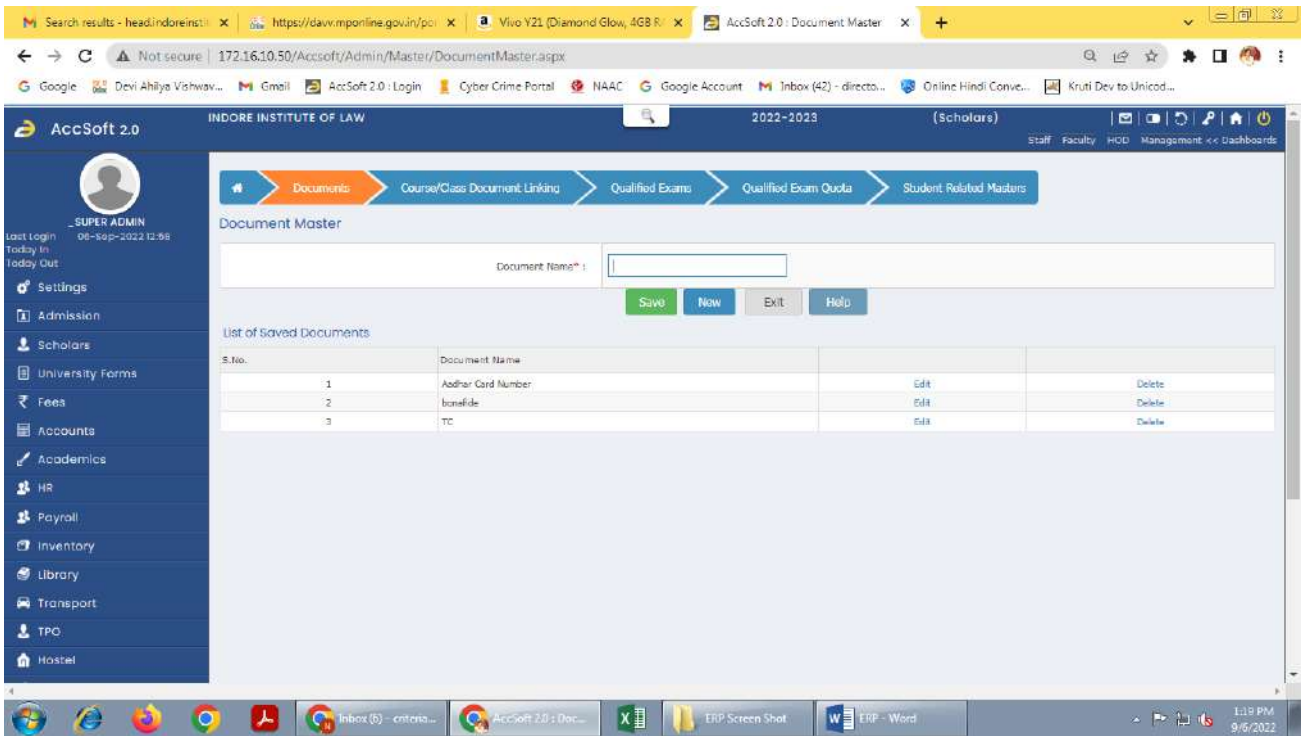 Search results - head.indoreinsti
https://davv.mponline.gov.in/por
Vivo Y21 (Diamond Glow, 4GB R
AccSoft 2.0 : Document Master
Not secure 172.16.10.50/Accsoft/Admin/Master/DocumentMaster.aspx
Google Devi Ahilya Vishwav... Gmail AccSoft 2.0 : Login Cyber Crime Portal NAAC Google Account Inbox (42) - directo... Online Hindi Conve... Kruti Dev to Unicod...
AccSoft 2.0 INDORE INSTITUTE OF LAW 2022-2023 (Scholars)
Staff Faculty HOD Management << Dashboards
Documents Course/Class Document Linking Qualified Exams Qualified Exam Quota Student Related Masters
_SUPER ADMIN
Last Login 06-Sep-2022 12:58
Today In
Today Out
Document Master
Document Name* :
Save New Exit Help
List of Saved Documents
S.No. Document Name
1 Aadhar Card Number Edit Delete
2 bonafide Edit Delete
3 TC Edit Delete
Settings
Admission
Scholars
University Forms
Fees
Accounts
Academics
HR
Payroll
Inventory
Library
Transport
TPO
Hostel
Inbox (6) - criteria... AccSoft 2.0 : Doc... ERP Screen Shot ERP - Word
1:19 PM
9/6/2022